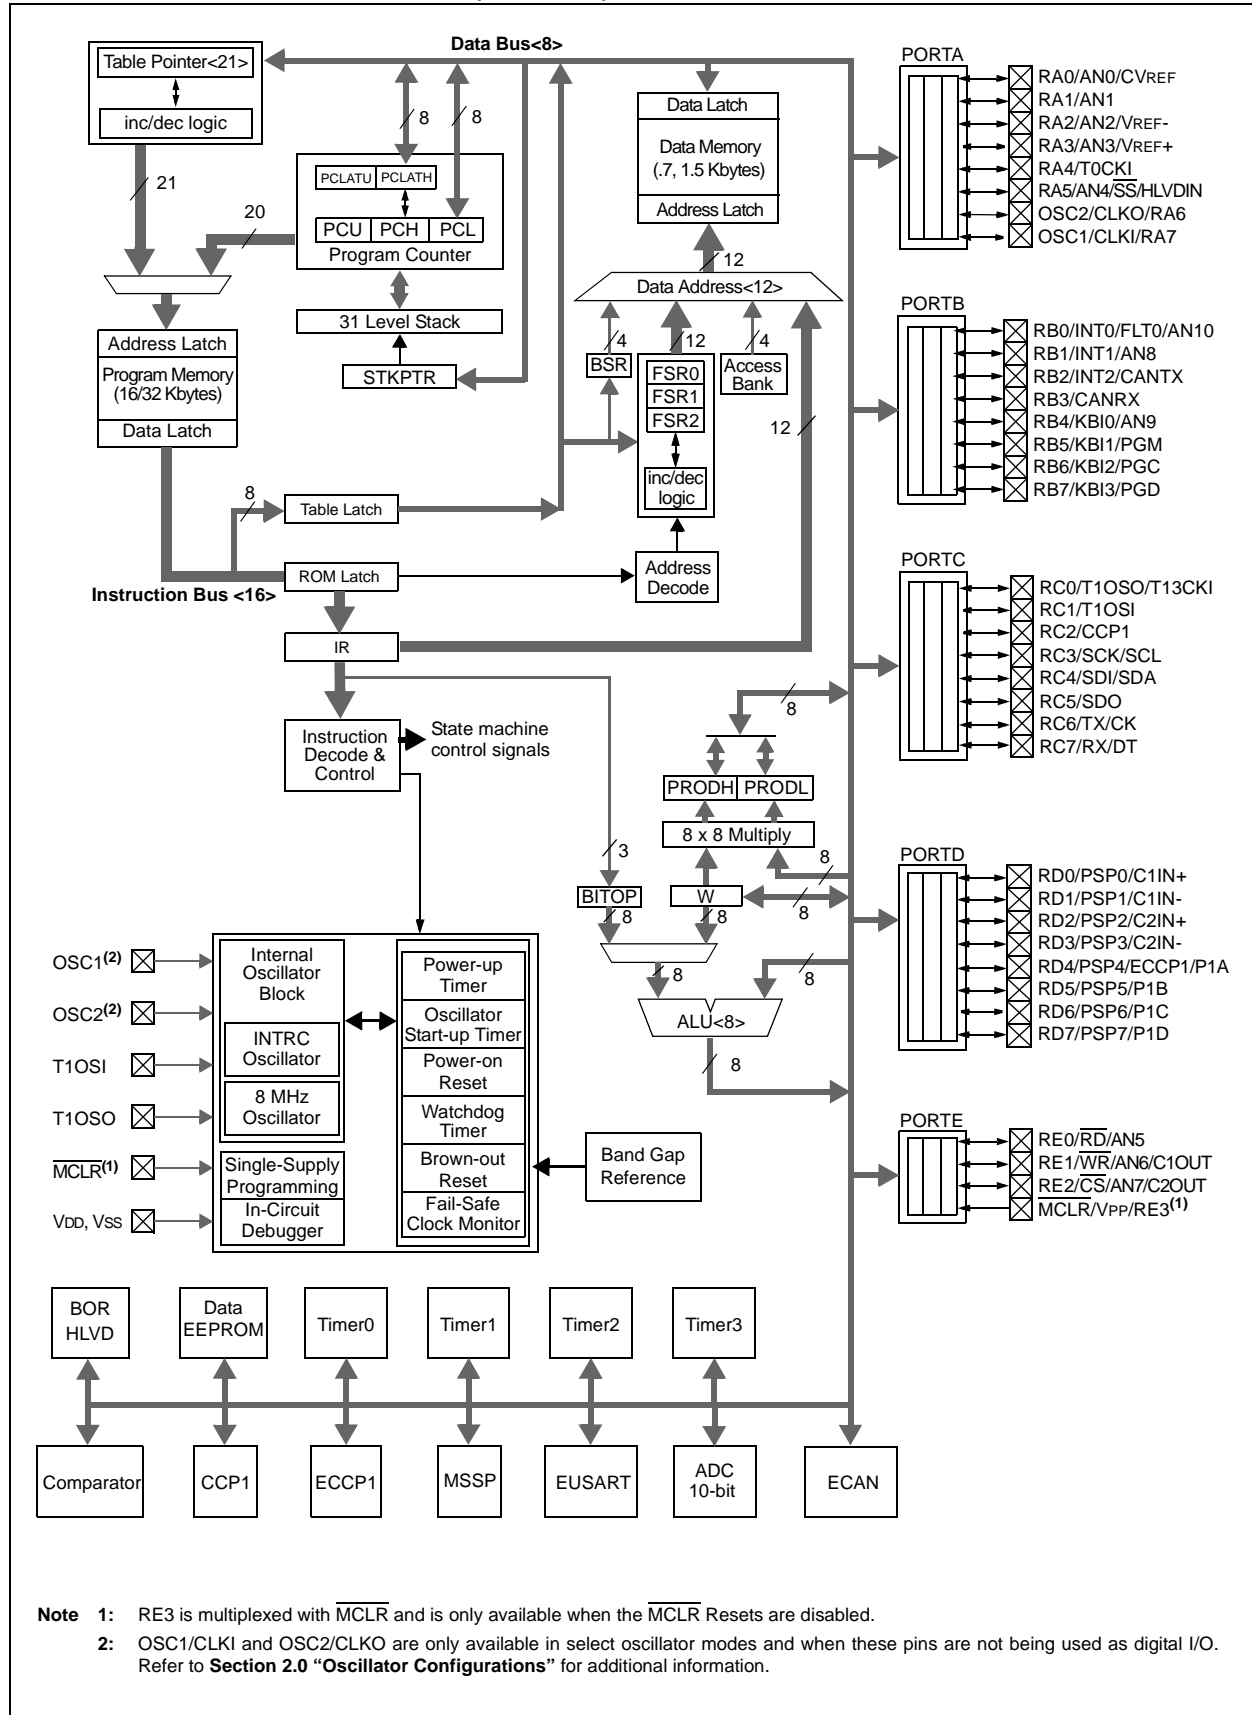 Data Bus<8>
Table Pointer<21>
inc/dec logic
21
20
8
8
PCLATU PCLATH
PCU PCH PCL
Program Counter
31 Level Stack
STKPTR
Address Latch
Program Memory
(16/32 Kbytes)
Data Latch
8
Table Latch
ROM Latch
Instruction Bus <16>
IR
Data Latch
Data Memory
(.7, 1.5 Kbytes)
Address Latch
12
Data Address<12>
4
12
4
BSR
FSR0
FSR1
FSR2
inc/dec
logic
Access
Bank
12
Address
Decode
Instruction
Decode &
Control
State machine
control signals
8
PRODH PRODL
8 x 8 Multiply
8
3
BITOP
W
8
8
8
8
8
ALU<8>
8
OSC1(2)
OSC2(2)
T1OSI
T1OSO
MCLR(1)
VDD, VSS
Internal
Oscillator
Block
INTRC
Oscillator
8 MHz
Oscillator
Single-Supply
Programming
In-Circuit
Debugger
Power-up
Timer
Oscillator
Start-up Timer
Power-on
Reset
Watchdog
Timer
Brown-out
Reset
Fail-Safe
Clock Monitor
Band Gap
Reference
PORTA
RA0/AN0/CVREF
RA1/AN1
RA2/AN2/VREF-
RA3/AN3/VREF+
RA4/T0CKI
RA5/AN4/SS/HLVDIN
OSC2/CLKO/RA6
OSC1/CLKI/RA7
PORTB
RB0/INT0/FLT0/AN10
RB1/INT1/AN8
RB2/INT2/CANTX
RB3/CANRX
RB4/KBI0/AN9
RB5/KBI1/PGM
RB6/KBI2/PGC
RB7/KBI3/PGD
PORTC
RC0/T1OSO/T13CKI
RC1/T1OSI
RC2/CCP1
RC3/SCK/SCL
RC4/SDI/SDA
RC5/SDO
RC6/TX/CK
RC7/RX/DT
PORTD
RD0/PSP0/C1IN+
RD1/PSP1/C1IN-
RD2/PSP2/C2IN+
RD3/PSP3/C2IN-
RD4/PSP4/ECCP1/P1A
RD5/PSP5/P1B
RD6/PSP6/P1C
RD7/PSP7/P1D
PORTE
RE0/RD/AN5
RE1/WR/AN6/C1OUT
RE2/CS/AN7/C2OUT
MCLR/VPP/RE3(1)
BOR
HLVD
Data
EEPROM
Timer0
Timer1
Timer2
Timer3
Comparator
CCP1
ECCP1
MSSP
EUSART
ADC
10-bit
ECAN
Note 1: RE3 is multiplexed with MCLR and is only available when the MCLR Resets are disabled.
2: OSC1/CLKI and OSC2/CLKO are only available in select oscillator modes and when these pins are not being used as digital I/O.
Refer to Section 2.0 “Oscillator Configurations” for additional information.